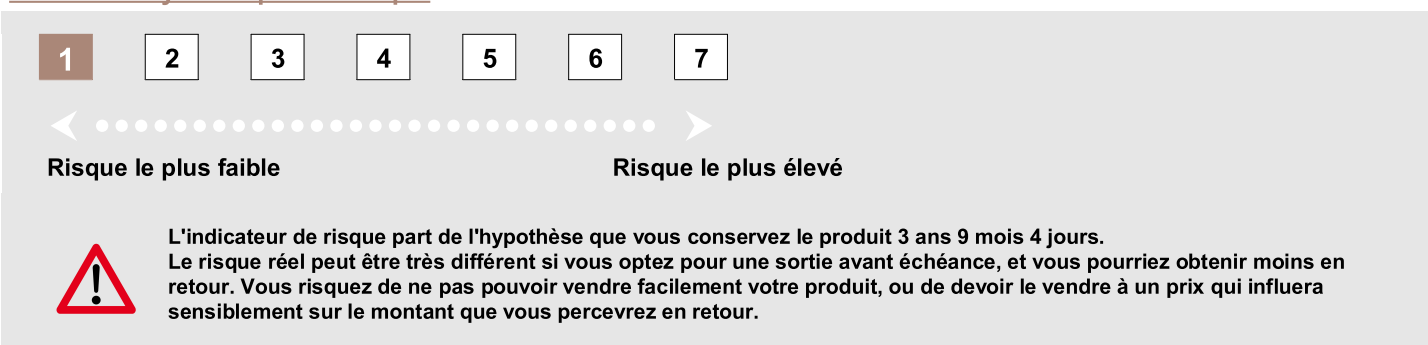 1 2 3 4 5 6 7
Risque le plus faible Risque le plus élevé
L'indicateur de risque part de l'hypothèse que vous conservez le produit 3 ans 9 mois 4 jours.
Le risque réel peut être très différent si vous optez pour une sortie avant échéance, et vous pourriez obtenir moins en
retour. Vous risquez de ne pas pouvoir vendre facilement votre produit, ou de devoir le vendre à un prix qui influera
sensiblement sur le montant que vous percevrez en retour.